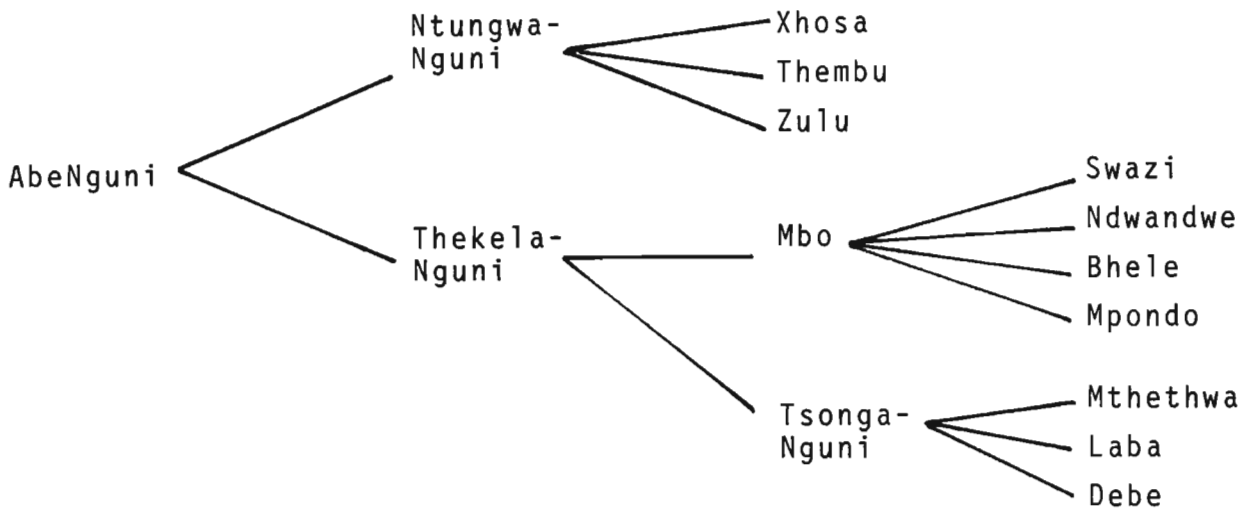 AbeNguni
Ntungwa-
Nguni
Xhosa
Thembu
Zulu
Thekela-
Nguni
Mbo
Swazi
Ndwandwe
Bhele
Mpondo
Tsonga-
Nguni
Mthethwa
Laba
Debe